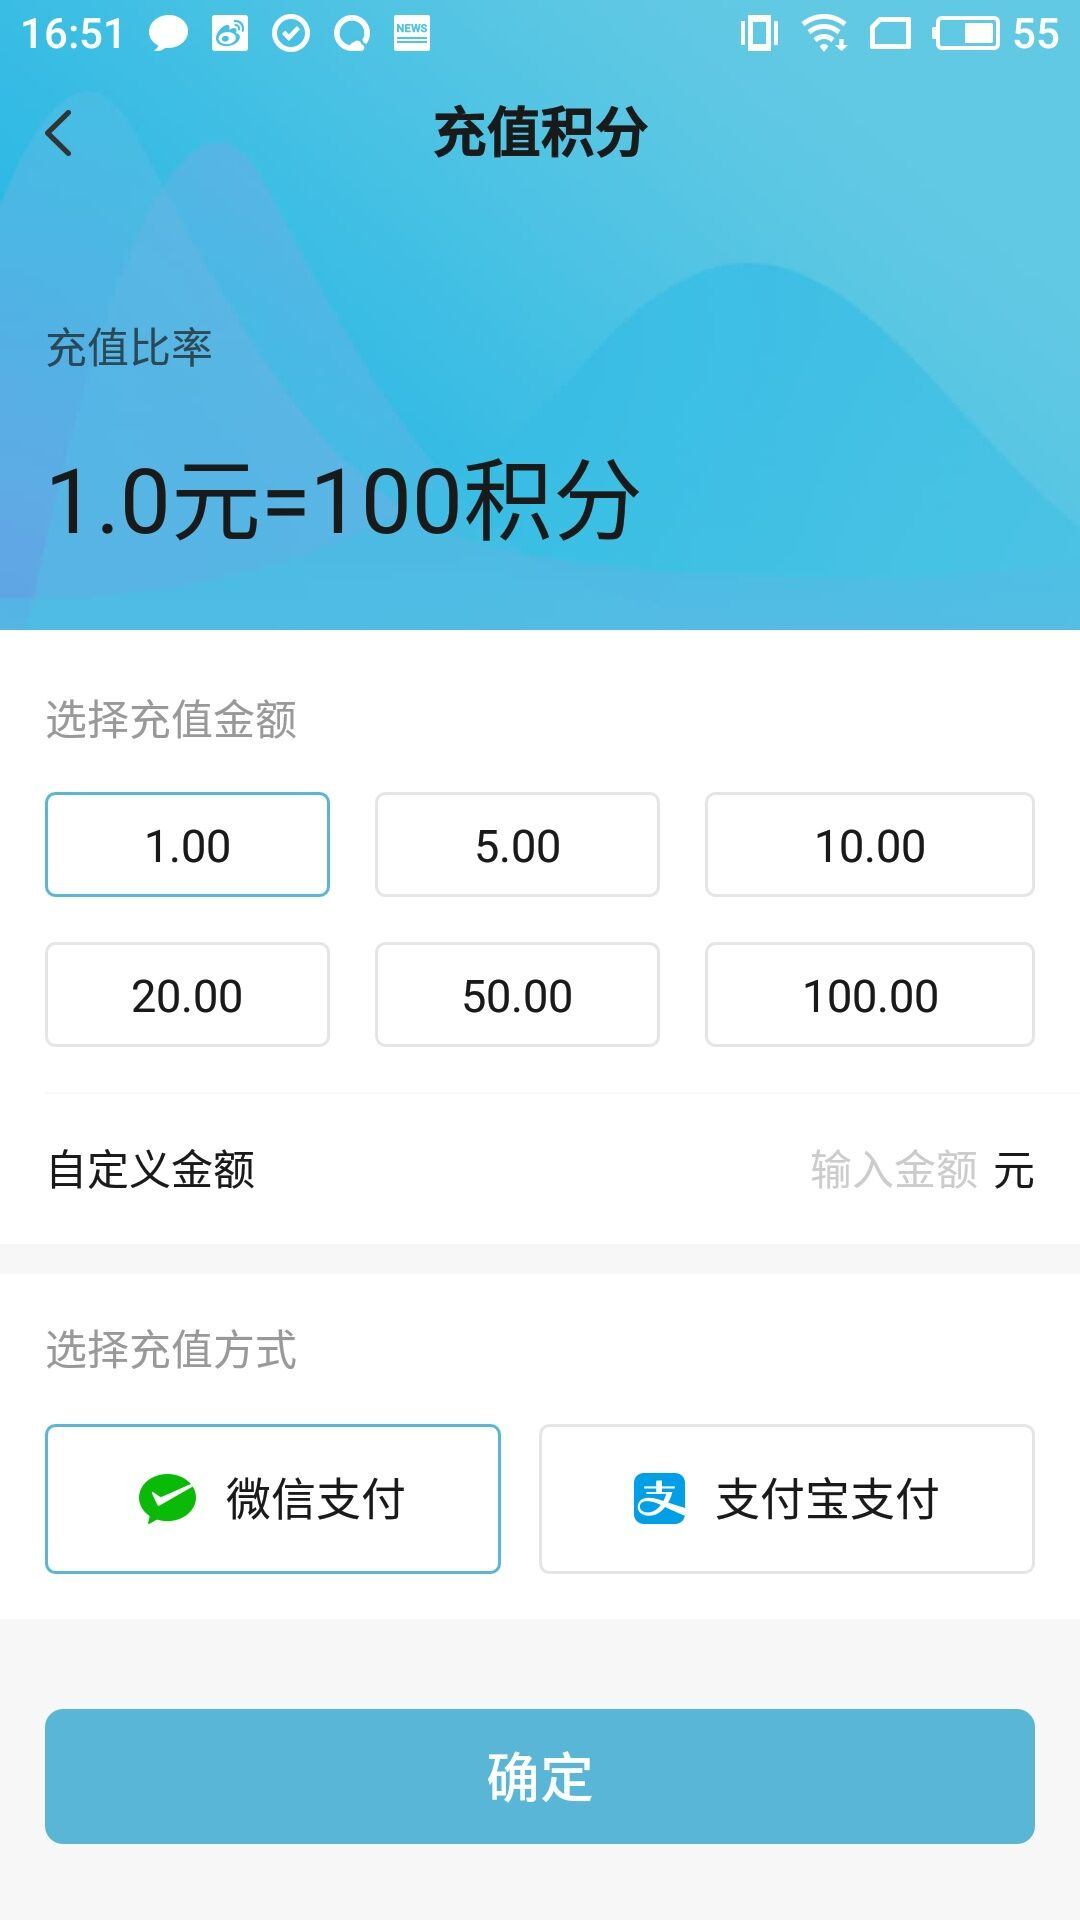 16:51 NEWS 55
充值积分
充值比率
1.0元=100积分
选择充值金额
1.00 5.00 10.00
20.00 50.00 100.00
自定义金额 输入金额 元
选择充值方式
微信支付 支 支付宝支付
确定